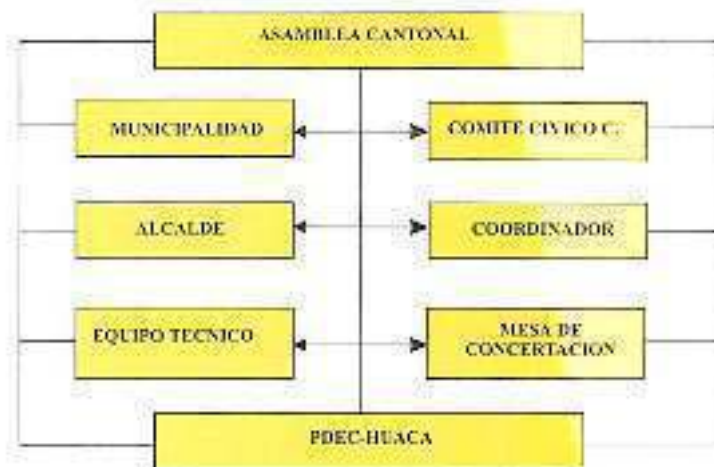 ASAMBLEA CANTONAL
MUNICIPALIDAD
COMITE CIVICO C.
ALCALDE
COORDINADOR
EQUIPO TECNICO
MESA DE
CONCERTACION
PDEC-HUACA